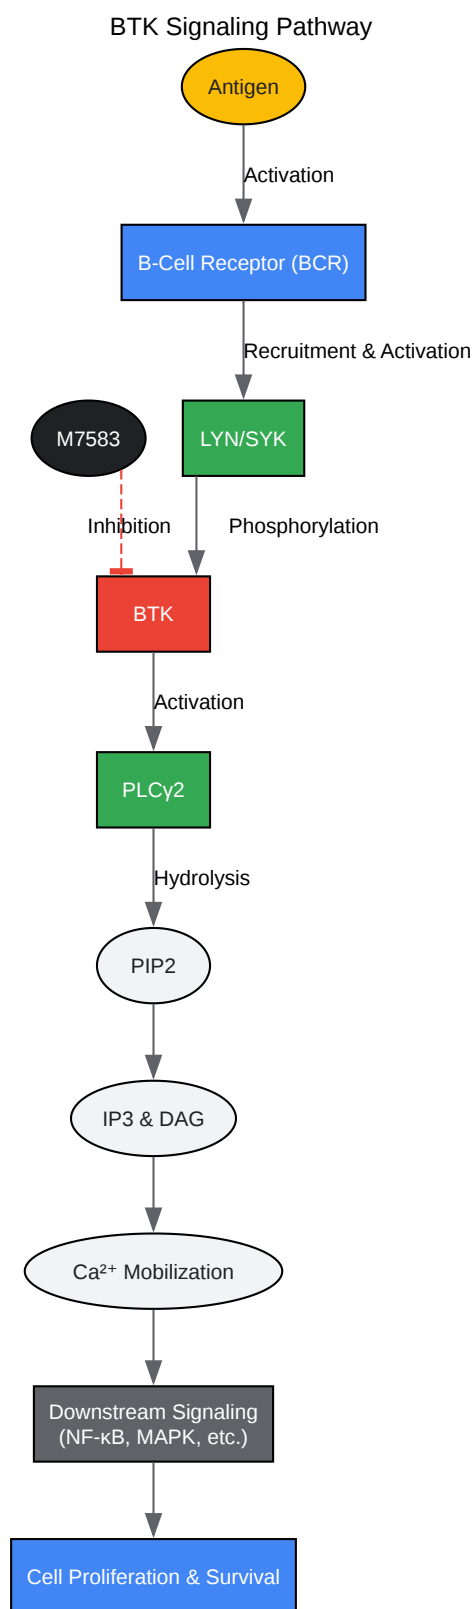 BTK Signaling Pathway
Antigen
Activation
B-Cell Receptor (BCR)
Recruitment & Activation
M7583
LYN/SYK
Inhibition
Phosphorylation
BTK
Activation
PLCγ2
Hydrolysis
PIP2
IP3 & DAG
Ca²⁺ Mobilization
Downstream Signaling
(NF-κB, MAPK, etc.)
Cell Proliferation & Survival